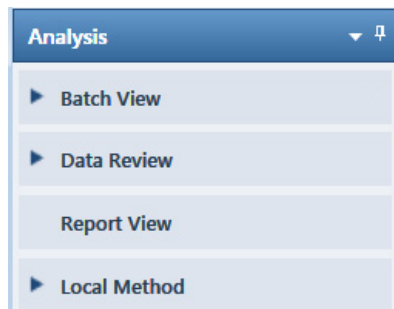 Analysis
Batch View
Data Review
Report View
Local Method